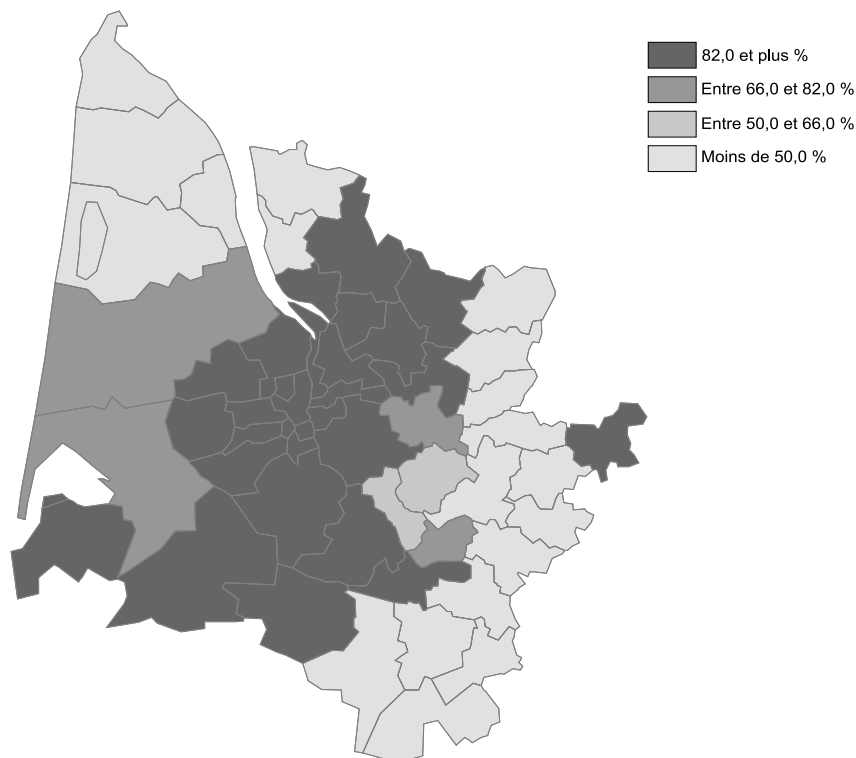 82,0 et plus %
Entre 66,0 et 82,0 %
Entre 50,0 et 66,0 %
Moins de 50,0 %